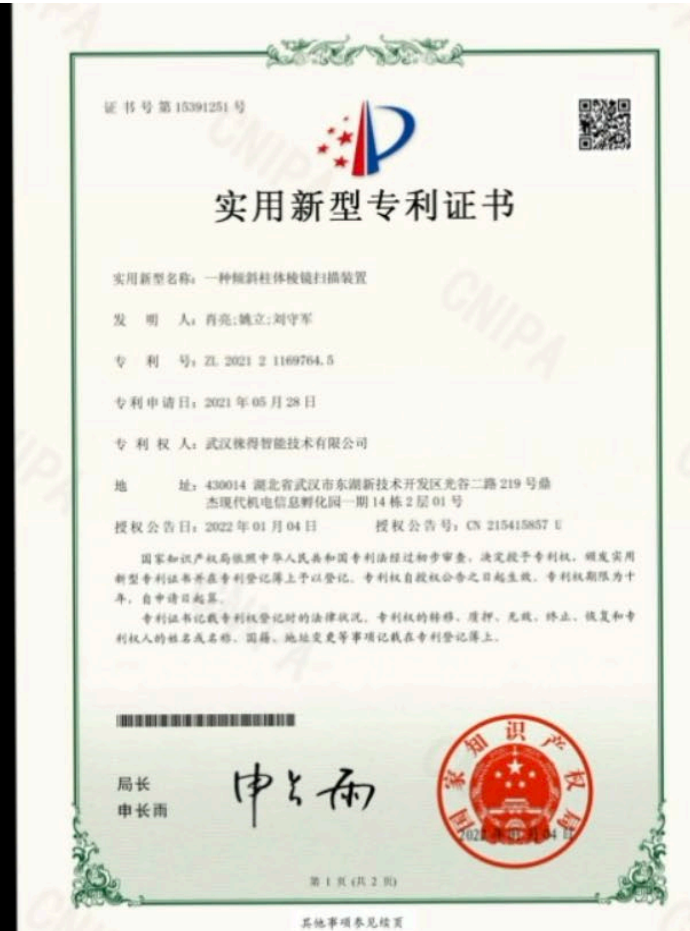 证书号第15391251号
实用新型专利证书
实用新型名称：一种倾斜柱体棱镜扫描装置
发明人：肖亮;姚立;刘守军
专利号：ZL 2021 2 1169764.5
专利申请日：2021年05月28日
专利权人：武汉徕得智能技术有限公司
地址：430014 湖北省武汉市东湖新技术开发区光谷二路219号鼎
杰现代机电信息孵化园一期14栋2层01号
授权公告日：2022年01月04日 授权公告号：CN 215415857 U
国家知识产权局依照中华人民共和国专利法经过初步审查，决定授予专利权，颁发实用
新型专利证书并在专利登记簿上予以登记。专利权自授权公告之日起生效。专利权期限为十
年，自申请日起算。
专利证书记载专利权登记时的法律状况。专利权的转移、质押、无效、终止、恢复和专
利权人的姓名或名称、国籍、地址变更等事项记载在专利登记簿上。
局长
申长雨
申长雨
国家知识产权局
2022年01月04日
第 1 页 (共 2 页)
其他事项参见续页
CNIPA
CNIPA
CNIPA